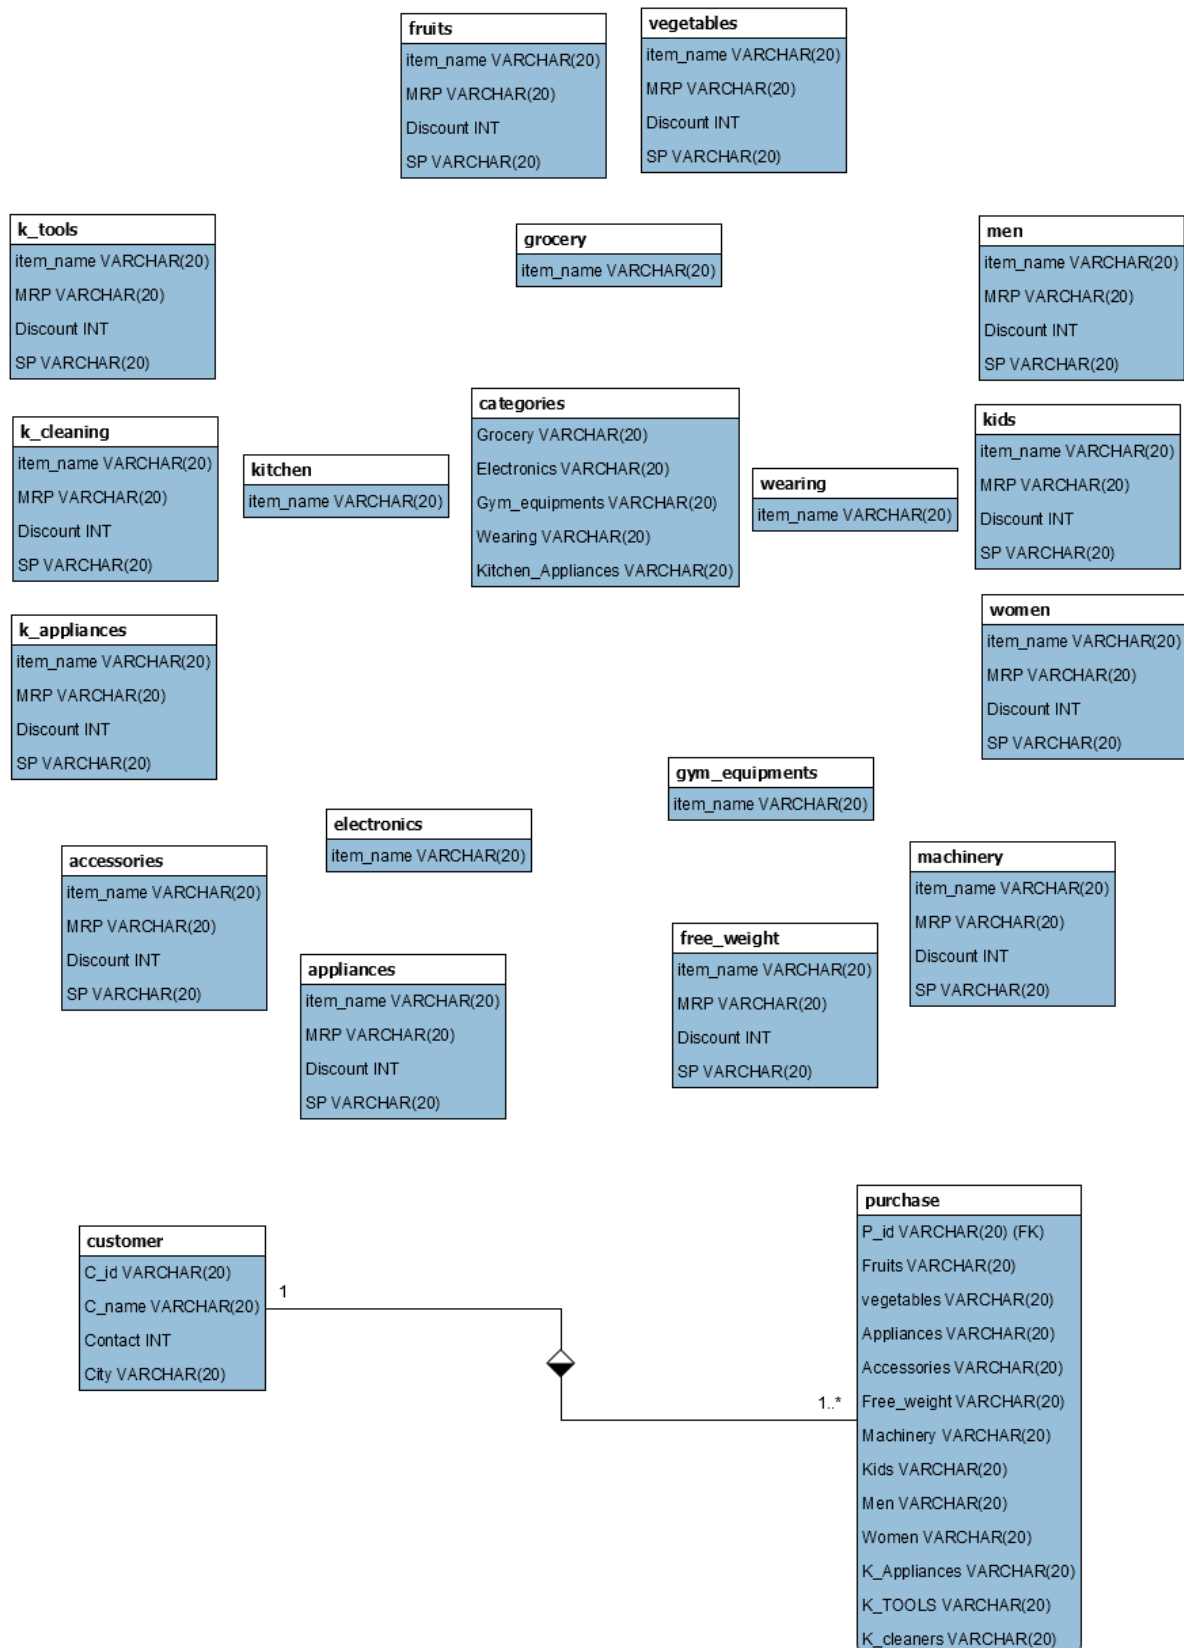 fruits
item_name VARCHAR(20)
MRP VARCHAR(20)
Discount INT
SP VARCHAR(20)
vegetables
item_name VARCHAR(20)
MRP VARCHAR(20)
Discount INT
SP VARCHAR(20)
k_tools
item_name VARCHAR(20)
MRP VARCHAR(20)
Discount INT
SP VARCHAR(20)
grocery
item_name VARCHAR(20)
men
item_name VARCHAR(20)
MRP VARCHAR(20)
Discount INT
SP VARCHAR(20)
k_cleaning
item_name VARCHAR(20)
MRP VARCHAR(20)
Discount INT
SP VARCHAR(20)
kitchen
item_name VARCHAR(20)
categories
Grocery VARCHAR(20)
Electronics VARCHAR(20)
Gym_equipments VARCHAR(20)
Wearing VARCHAR(20)
Kitchen_Appliances VARCHAR(20)
wearing
item_name VARCHAR(20)
kids
item_name VARCHAR(20)
MRP VARCHAR(20)
Discount INT
SP VARCHAR(20)
k_appliances
item_name VARCHAR(20)
MRP VARCHAR(20)
Discount INT
SP VARCHAR(20)
women
item_name VARCHAR(20)
MRP VARCHAR(20)
Discount INT
SP VARCHAR(20)
gym_equipments
item_name VARCHAR(20)
electronics
item_name VARCHAR(20)
accessories
item_name VARCHAR(20)
MRP VARCHAR(20)
Discount INT
SP VARCHAR(20)
appliances
item_name VARCHAR(20)
MRP VARCHAR(20)
Discount INT
SP VARCHAR(20)
free_weight
item_name VARCHAR(20)
MRP VARCHAR(20)
Discount INT
SP VARCHAR(20)
machinery
item_name VARCHAR(20)
MRP VARCHAR(20)
Discount INT
SP VARCHAR(20)
customer
C_id VARCHAR(20)
C_name VARCHAR(20)
Contact INT
City VARCHAR(20)
1
1..*
purchase
P_id VARCHAR(20) (FK)
Fruits VARCHAR(20)
vegetables VARCHAR(20)
Appliances VARCHAR(20)
Accessories VARCHAR(20)
Free_weight VARCHAR(20)
Machinery VARCHAR(20)
Kids VARCHAR(20)
Men VARCHAR(20)
Women VARCHAR(20)
K_Appliances VARCHAR(20)
K_TOOLS VARCHAR(20)
K_cleaners VARCHAR(20)